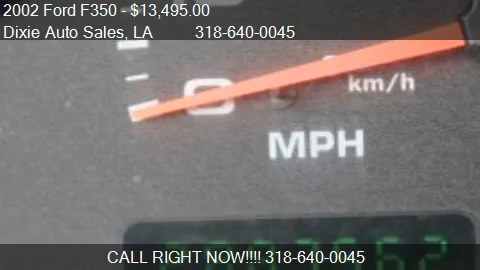 2002 Ford F350 - $13,495.00
Dixie Auto Sales, LA 318-640-0045
0
km/h
MPH
CALL RIGHT NOW!!!! 318-640-0045